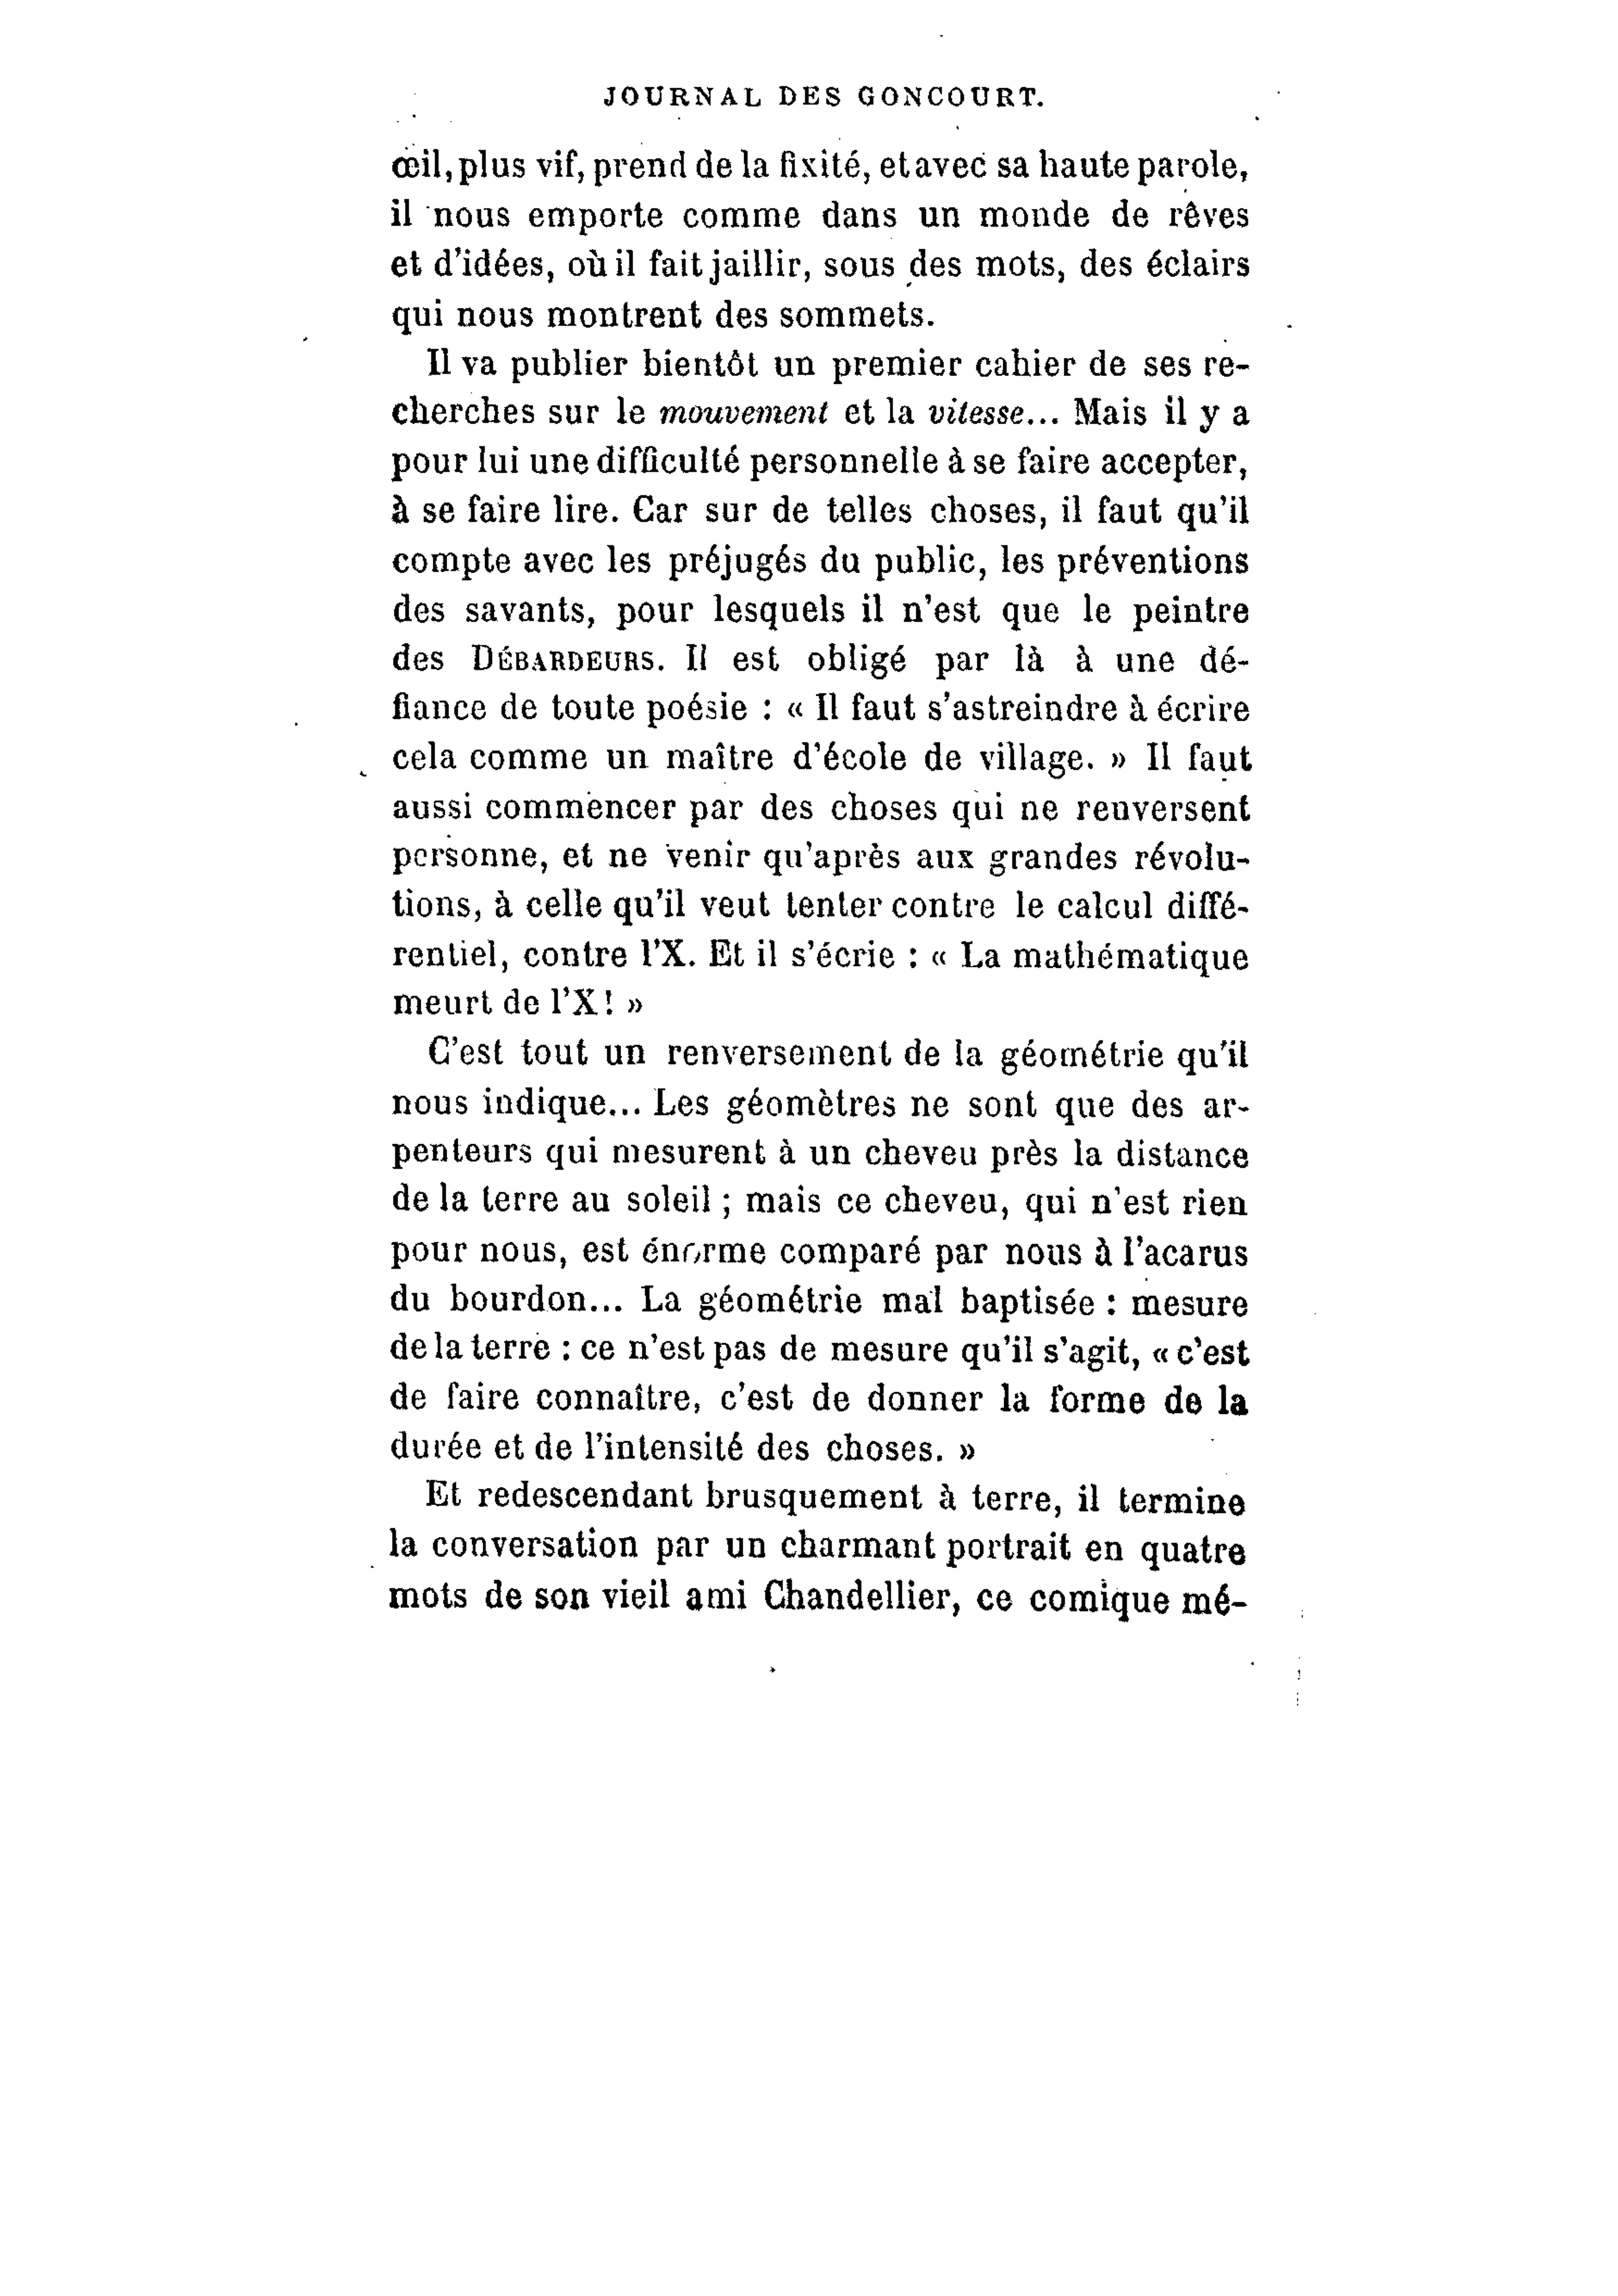 JOURNAL DES GONCOURT.
œil, plus vif, prend de la fixité, et avec sa haute parole,
il nous emporte comme dans un monde de rêves
et d'idées, où il fait jaillir, sous des mots, des éclairs
qui nous montrent des sommets.
Il va publier bientôt un premier cahier de ses re-
cherches sur le mouvement et la vitesse... Mais il y a
pour lui une difficulté personnelle à se faire accepter,
à se faire lire. Car sur de telles choses, il faut qu'il
compte avec les préjugés du public, les préventions
des savants, pour lesquels il n'est que le peintre
des DÉBARDEURS. Il est obligé par là à une dé-
fiance de toute poésie : « Il faut s'astreindre à écrire
cela comme un maître d'école de village. » Il faut
aussi commencer par des choses qui ne renversent
personne, et ne venir qu'après aux grandes révolu-
tions, à celle qu'il veut tenter contre le calcul diffé-
rentiel, contre l'X. Et il s'écrie : « La mathématique
meurt de l'X! »
C'est tout un renversement de la géométrie qu'il
nous indique... Les géomètres ne sont que des ar-
penteurs qui mesurent à un cheveu près la distance
de la terre au soleil ; mais ce cheveu, qui n'est rien
pour nous, est énorme comparé par nous à l'acarus
du bourdon... La géométrie mal baptisée : mesure
de la terre : ce n'est pas de mesure qu'il s'agit, « c'est
de faire connaître, c'est de donner la forme de la
durée et de l'intensité des choses. »
Et redescendant brusquement à terre, il termine
la conversation par un charmant portrait en quatre
mots de son vieil ami Chandellier, ce comique mé-